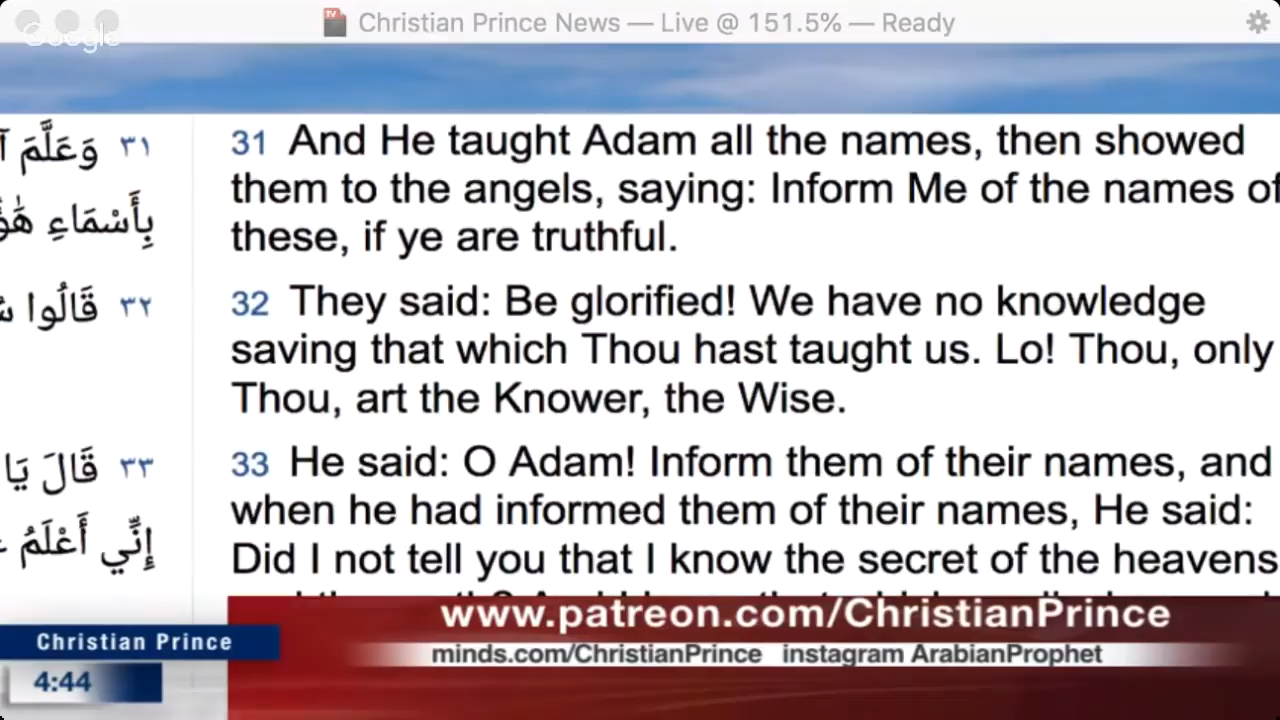 Christian Prince News — Live @ 151.5% — Ready
Google
31 And He taught Adam all the names, then showed
them to the angels, saying: Inform Me of the names of
these, if ye are truthful.
32 They said: Be glorified! We have no knowledge
saving that which Thou hast taught us. Lo! Thou, only
Thou, art the Knower, the Wise.
33 He said: O Adam! Inform them of their names, and
when he had informed them of their names, He said:
Did I not tell you that I know the secret of the heavens
٣١ وَعَلَّمَ
بِأَسْمَاءِ
٣٢ قَالُوا
٣٣ قَالَ يَا
إِنِّي أَعْلَمُ
www.patreon.com/ChristianPrince
Christian Prince
minds.com/ChristianPrince instagram ArabianProphet
4:44